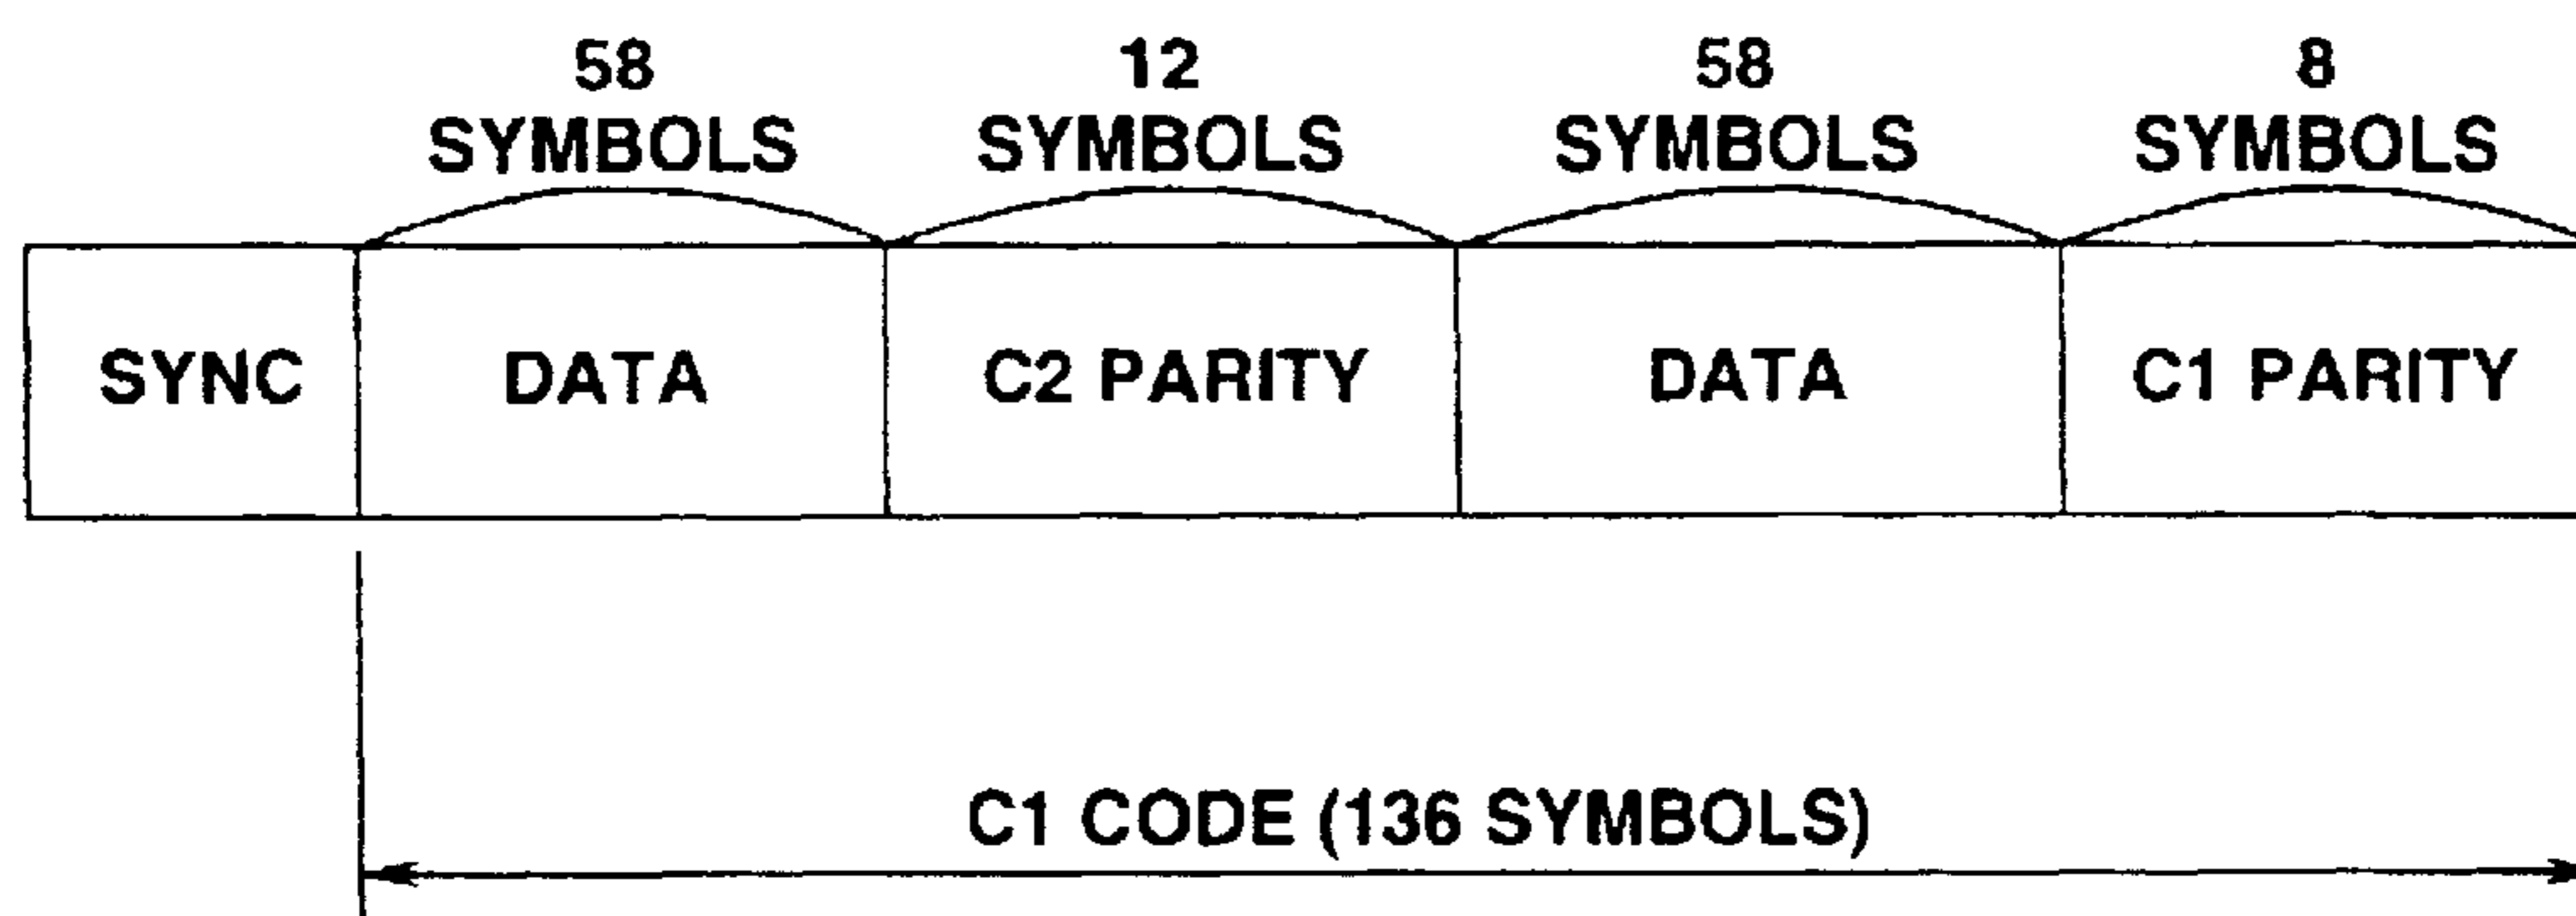 58
SYMBOLS
12
SYMBOLS
58
SYMBOLS
8
SYMBOLS
SYNC
DATA
C2 PARITY
DATA
C1 PARITY
C1 CODE (136 SYMBOLS)